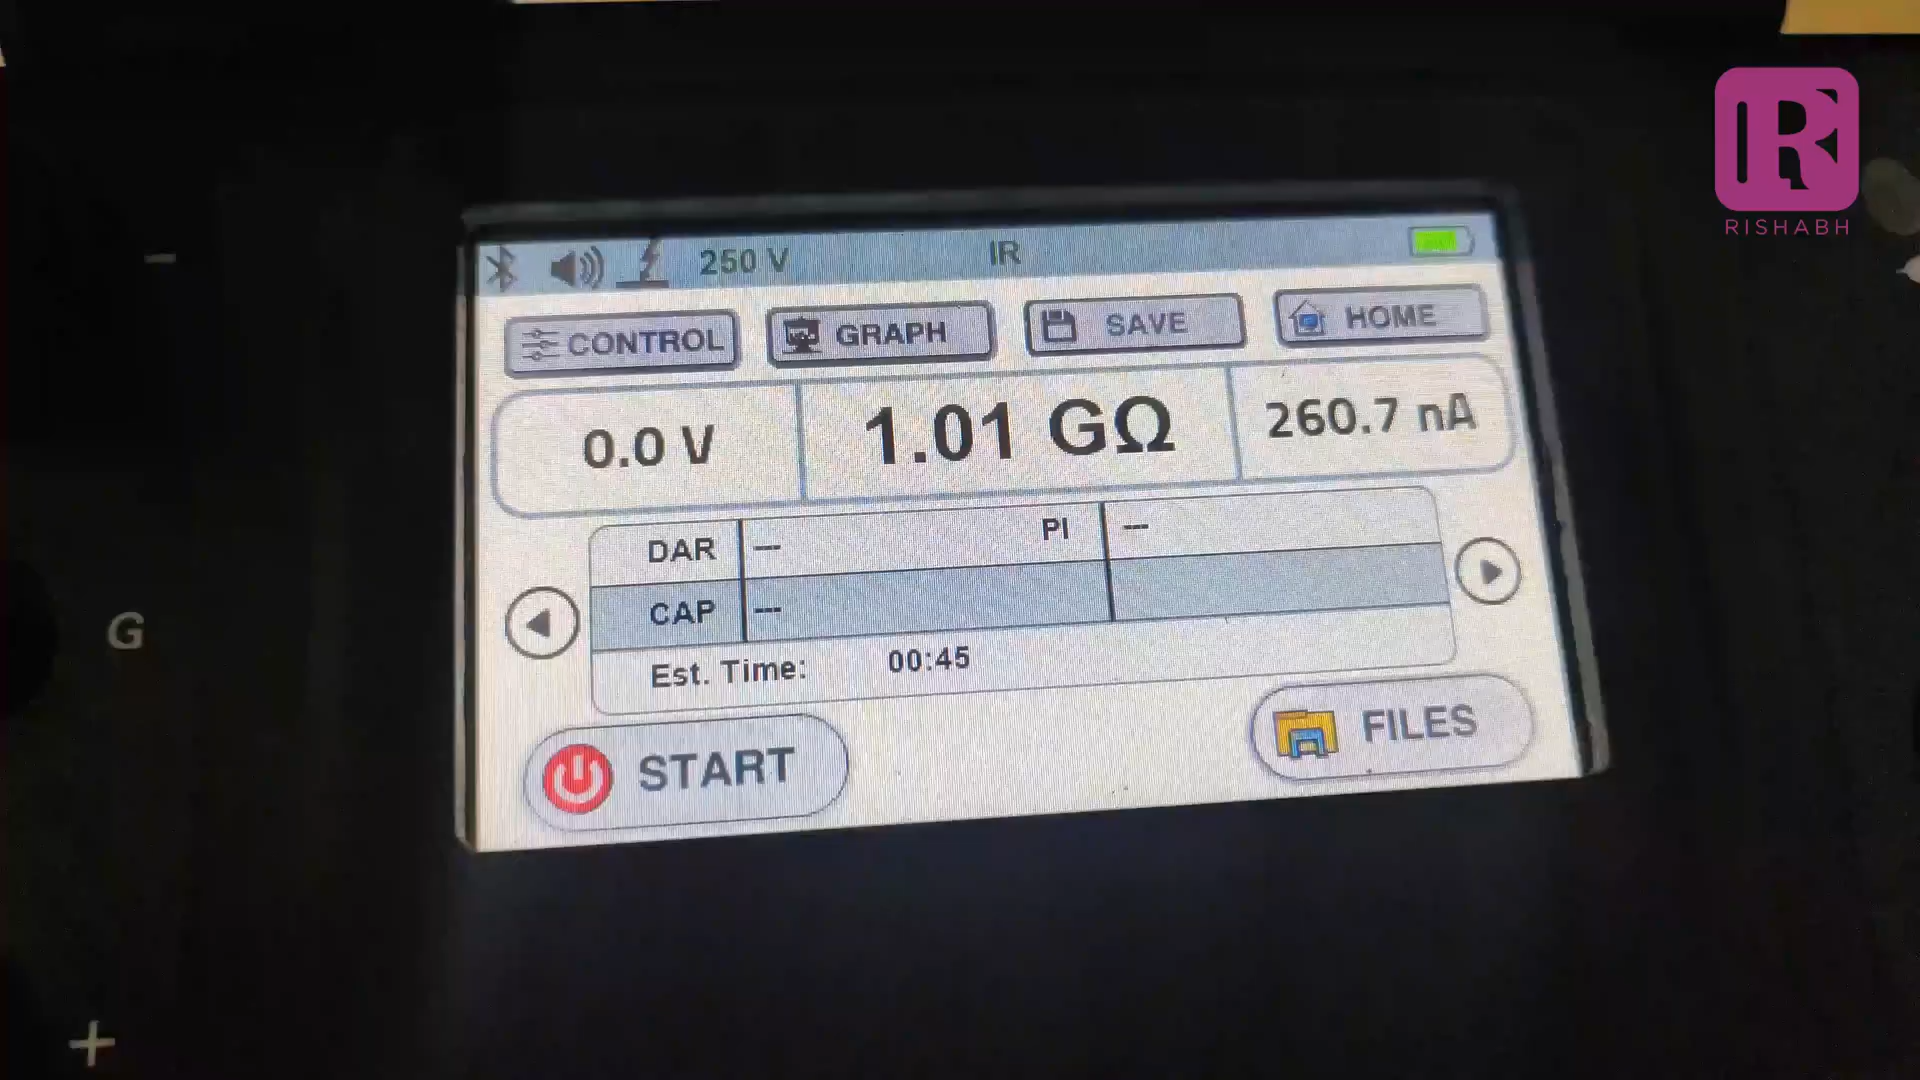 RISHABH
250 V IR
CONTROL GRAPH SAVE HOME
0.0 V 1.01 GΩ 260.7 nA
DAR --- PI ---
CAP ---
Est. Time: 00:45
START FILES
−
G
+